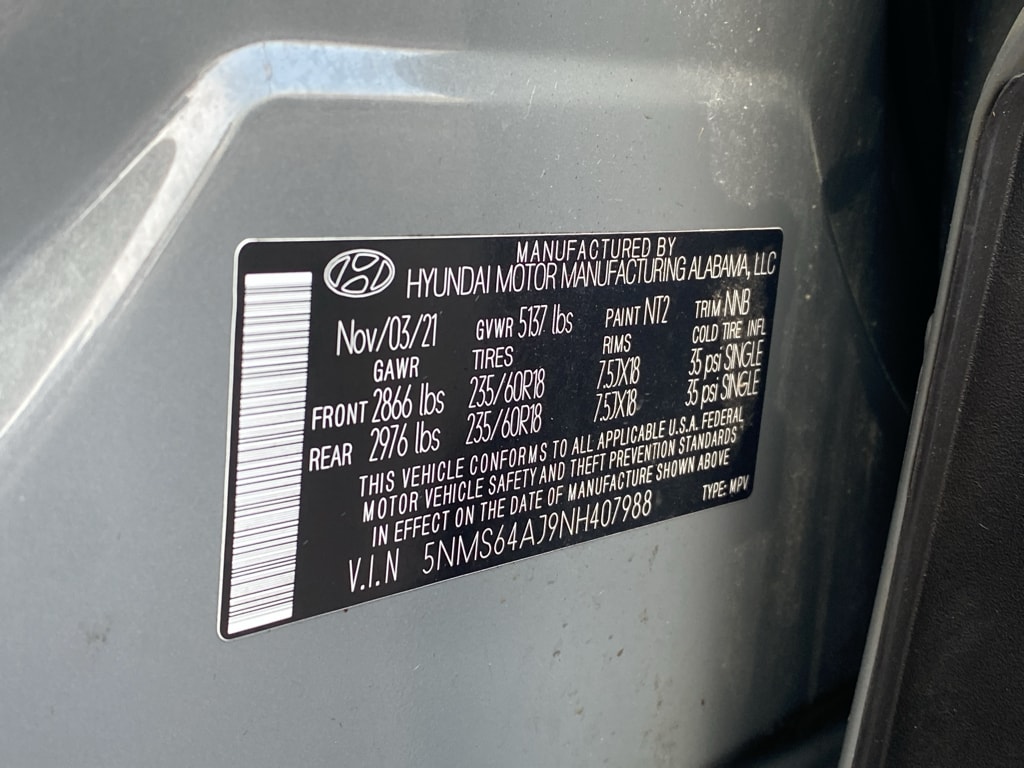 MANUFACTURED BY
HYUNDAI MOTOR MANUFACTURING ALABAMA, LLC
Nov/03/21 GVWR 5137 lbs PAINT NT2 TRIM NNB
GAWR TIRES RIMS COLD TIRE INFL
FRONT 2866 lbs 235/60R18 7.5JX18 35 psi SINGLE
REAR 2976 lbs 235/60R18 7.5JX18 35 psi SINGLE
THIS VEHICLE CONFORMS TO ALL APPLICABLE U.S.A. FEDERAL
MOTOR VEHICLE SAFETY AND THEFT PREVENTION STANDARDS
IN EFFECT ON THE DATE OF MANUFACTURE SHOWN ABOVE
V.I.N 5NMS64AJ9NH407988 TYPE: MPV